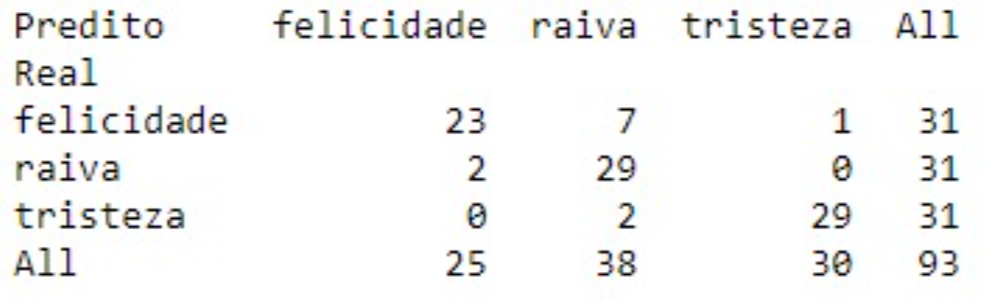 Predito felicidade raiva tristeza All
Real
felicidade 23 7 1 31
raiva 2 29 0 31
tristeza 0 2 29 31
All 25 38 30 93